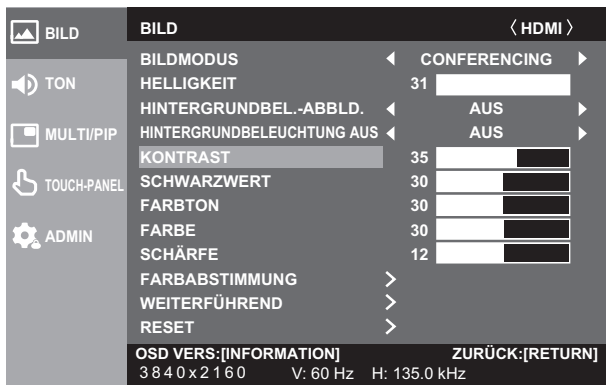 BILD
TON
MULTI/PIP
TOUCH-PANEL
ADMIN
BILD 〈 HDMI 〉
BILDMODUS CONFERENCING
HELLIGKEIT 31
HINTERGRUNDBEL.-ABBLD. AUS
HINTERGRUNDBELEUCHTUNG AUS AUS
KONTRAST 35
SCHWARZWERT 30
FARBTON 30
FARBE 30
SCHÄRFE 12
FARBABSTIMMUNG
WEITERFÜHREND
RESET
OSD VERS:[INFORMATION] ZURÜCK:[RETURN]
3840x2160 V: 60 Hz H: 135.0 kHz